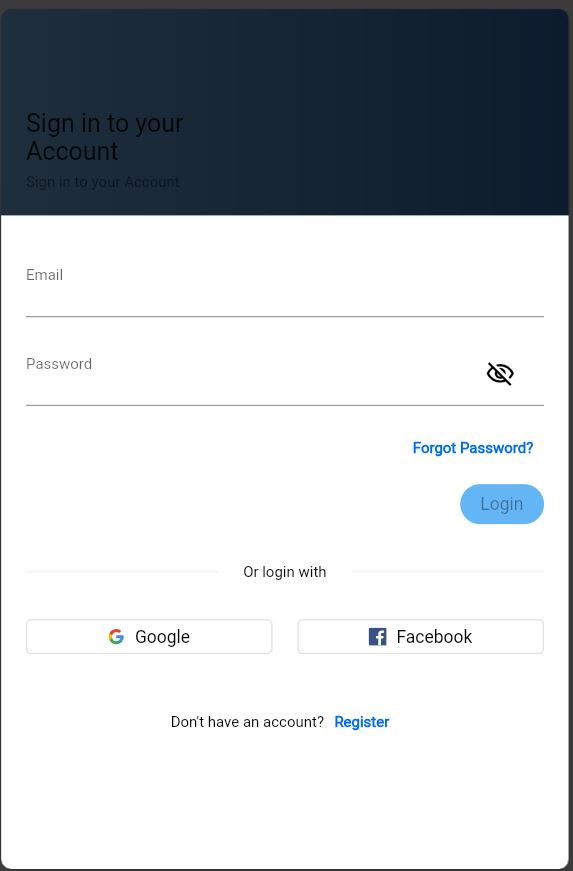 Sign in to your
Account
Sign in to your Account
Email
Password
Forgot Password?
Login
Or login with
Google
Facebook
Don't have an account? Register